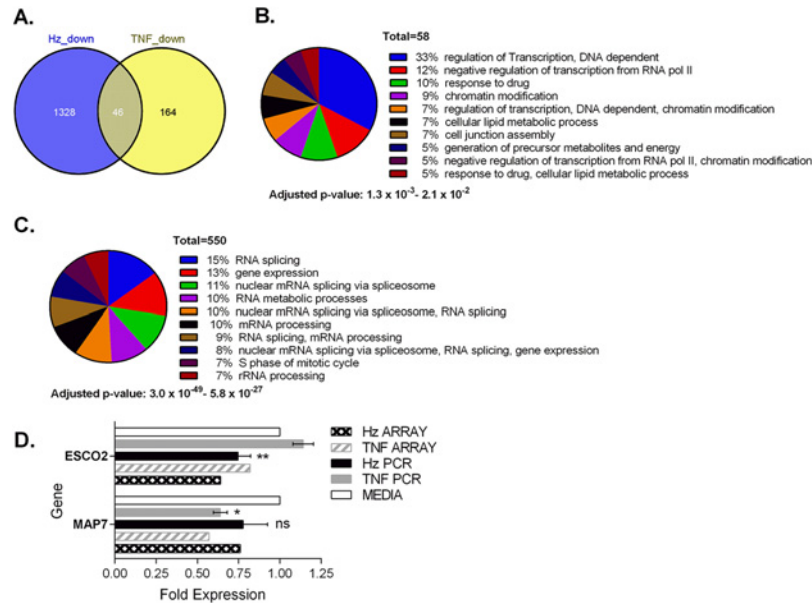 A.
Hz_down TNF_down
1328 46 164
B.
Total=58
33% regulation of Transcription, DNA dependent
12% negative regulation of transcription from RNA pol II
10% response to drug
9% chromatin modification
7% regulation of transcription, DNA dependent, chromatin modification
7% cellular lipid metabolic process
7% cell junction assembly
5% generation of precursor metabolites and energy
5% negative regulation of transcription from RNA pol II, chromatin modification
5% response to drug, cellular lipid metabolic process
Adjusted p-value: 1.3 x 10⁻³- 2.1 x 10⁻²
C.
Total=550
15% RNA splicing
13% gene expression
11% nuclear mRNA splicing via spliceosome
10% RNA metabolic processes
10% nuclear mRNA splicing via spliceosome, RNA splicing
10% mRNA processing
9% RNA splicing, mRNA processing
8% nuclear mRNA splicing via spliceosome, RNA splicing, gene expression
7% S phase of mitotic cycle
7% rRNA processing
Adjusted p-value: 3.0 x 10⁻⁴⁹- 5.8 x 10⁻²⁷
D.
Gene
ESCO2
**
MAP7
*
ns
0.00 0.25 0.50 0.75 1.00 1.25
Fold Expression
Hz ARRAY
TNF ARRAY
Hz PCR
TNF PCR
MEDIA